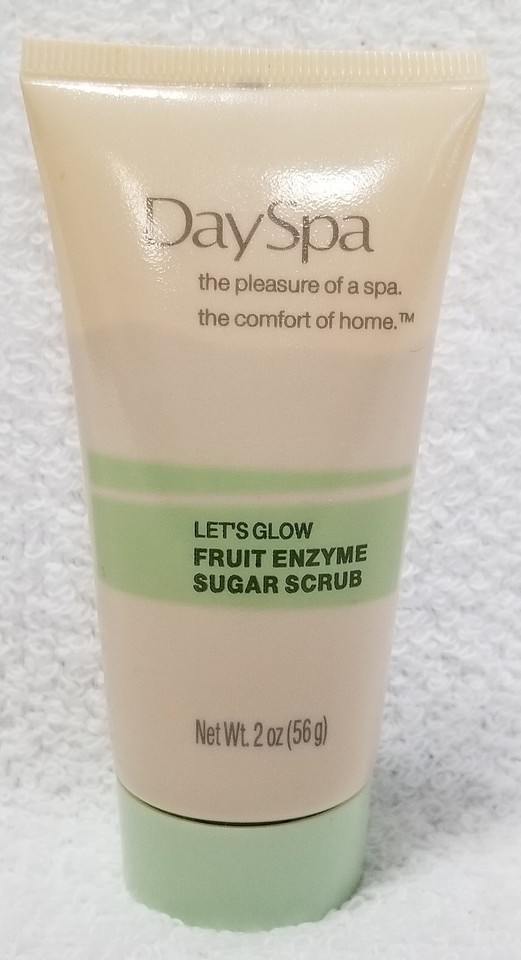 DaySpa
the pleasure of a spa.
the comfort of home.™
LET'S GLOW
FRUIT ENZYME
SUGAR SCRUB
Net Wt. 2 oz (56 g)